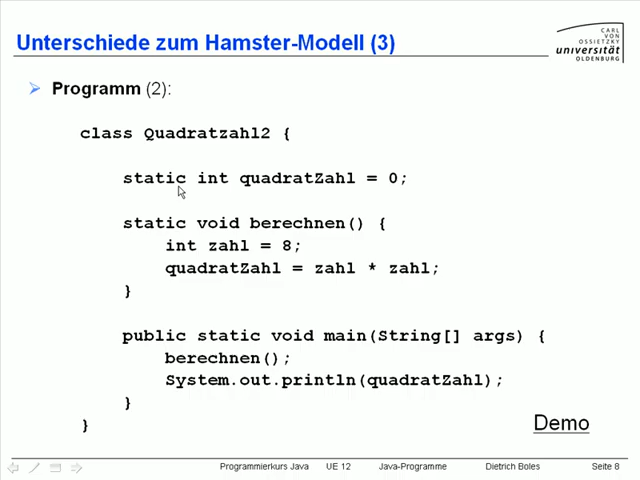 Unterschiede zum Hamster-Modell (3)
CARL
VON
OSSIETZKY
universität
OLDENBURG
Programm (2):
class Quadratzahl2 {
static int quadratZahl = 0;
static void berechnen() {
int zahl = 8;
quadratZahl = zahl * zahl;
}
public static void main(String[] args) {
berechnen();
System.out.println(quadratZahl);
}
}
Demo
Programmierkurs Java UE 12 Java-Programme Dietrich Boles Seite 8